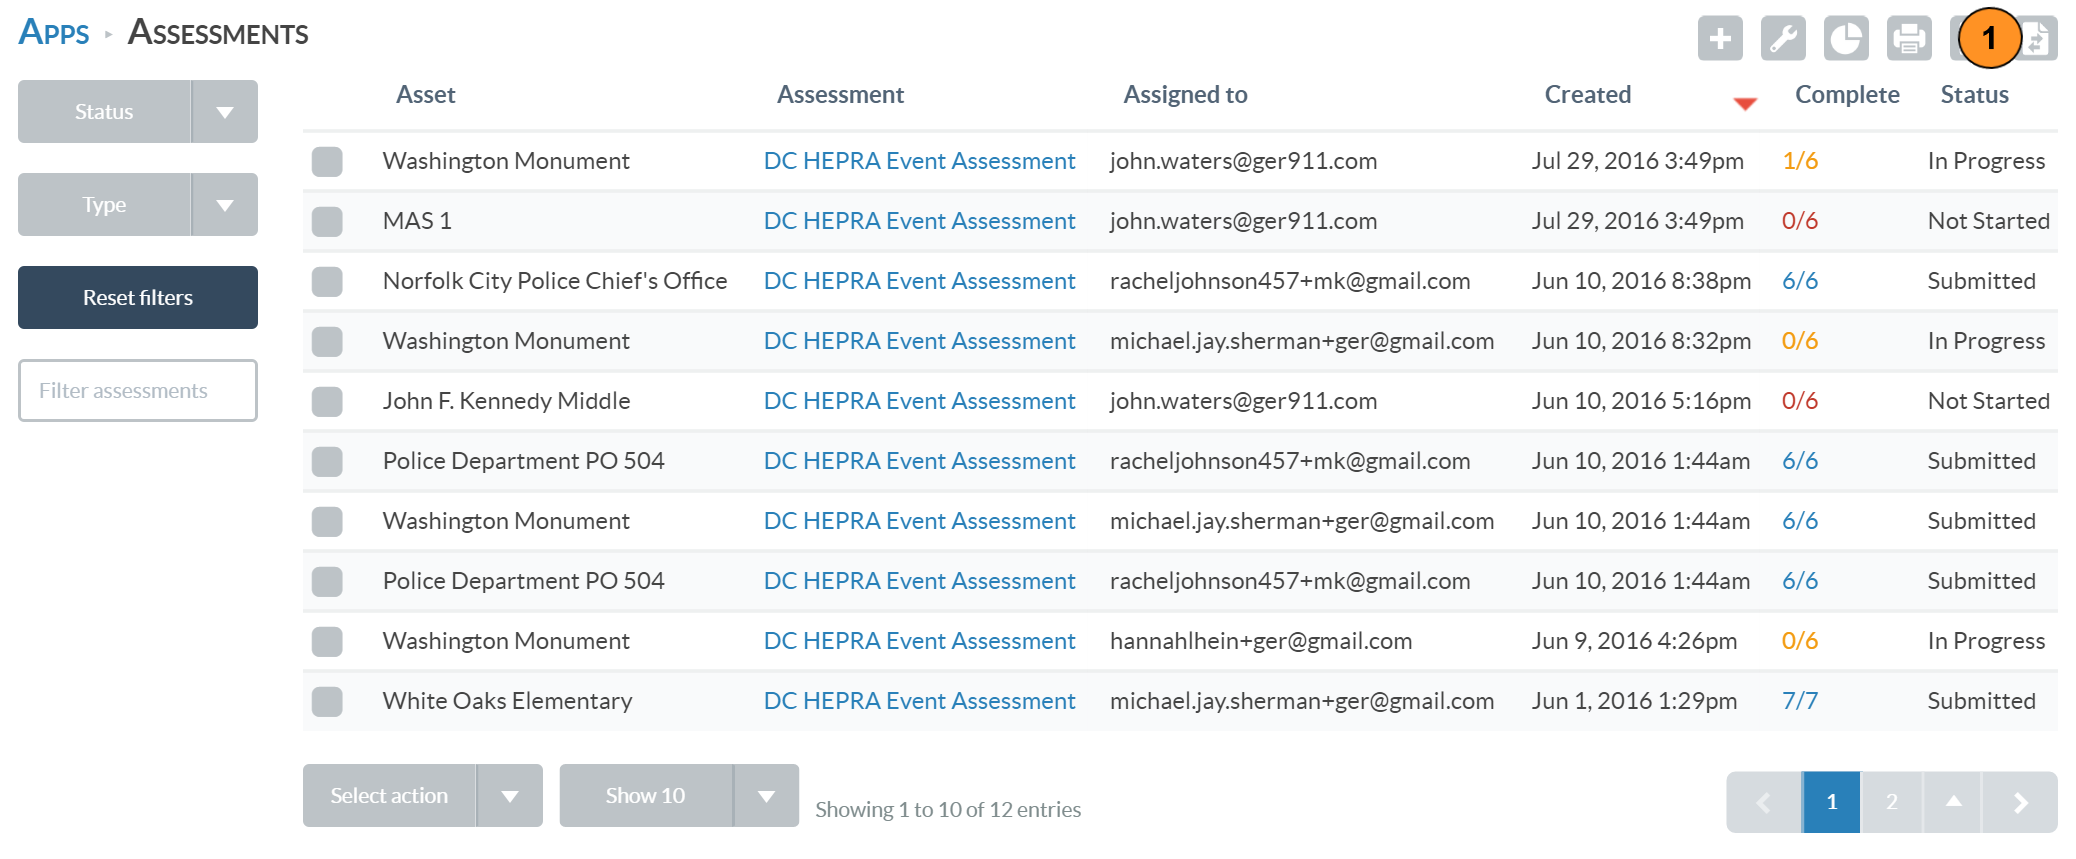 Apps ▸ Assessments
1
Status
Type
Reset filters
Filter assessments
Asset Assessment Assigned to Created Complete Status
Washington Monument DC HEPRA Event Assessment john.waters@ger911.com Jul 29, 2016 3:49pm 1/6 In Progress
MAS 1 DC HEPRA Event Assessment john.waters@ger911.com Jul 29, 2016 3:49pm 0/6 Not Started
Norfolk City Police Chief's Office DC HEPRA Event Assessment racheljohnson457+mk@gmail.com Jun 10, 2016 8:38pm 6/6 Submitted
Washington Monument DC HEPRA Event Assessment michael.jay.sherman+ger@gmail.com Jun 10, 2016 8:32pm 0/6 In Progress
John F. Kennedy Middle DC HEPRA Event Assessment john.waters@ger911.com Jun 10, 2016 5:16pm 0/6 Not Started
Police Department PO 504 DC HEPRA Event Assessment racheljohnson457+mk@gmail.com Jun 10, 2016 1:44am 6/6 Submitted
Washington Monument DC HEPRA Event Assessment michael.jay.sherman+ger@gmail.com Jun 10, 2016 1:44am 6/6 Submitted
Police Department PO 504 DC HEPRA Event Assessment racheljohnson457+mk@gmail.com Jun 10, 2016 1:44am 6/6 Submitted
Washington Monument DC HEPRA Event Assessment hannahlhein+ger@gmail.com Jun 9, 2016 4:26pm 0/6 In Progress
White Oaks Elementary DC HEPRA Event Assessment michael.jay.sherman+ger@gmail.com Jun 1, 2016 1:29pm 7/7 Submitted
Select action Show 10 Showing 1 to 10 of 12 entries 1 2